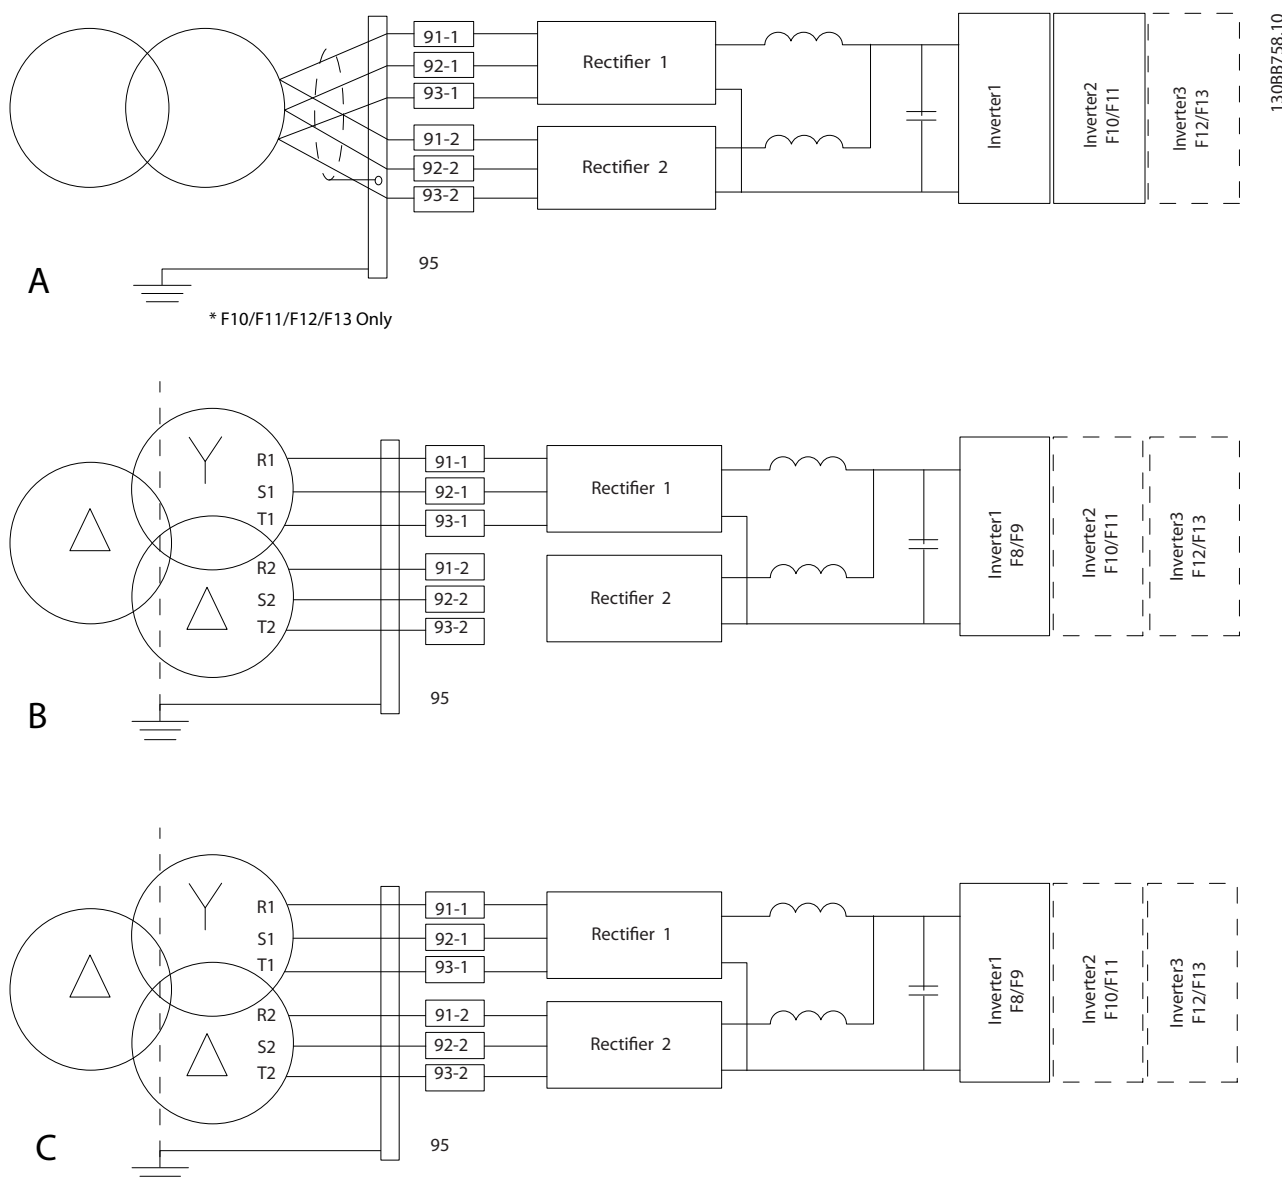 130BB758.10
91-1
92-1
93-1
91-2
92-2
93-2
95
Rectifier 1
Rectifier 2
Inverter1
Inverter2
F10/F11
Inverter3
F12/F13
A
* F10/F11/F12/F13 Only
R1
S1
T1
R2
S2
T2
91-1
92-1
93-1
91-2
92-2
93-2
95
Rectifier 1
Rectifier 2
Inverter1
F8/F9
Inverter2
F10/F11
Inverter3
F12/F13
B
R1
S1
T1
R2
S2
T2
91-1
92-1
93-1
91-2
92-2
93-2
95
Rectifier 1
Rectifier 2
Inverter1
F8/F9
Inverter2
F10/F11
Inverter3
F12/F13
C